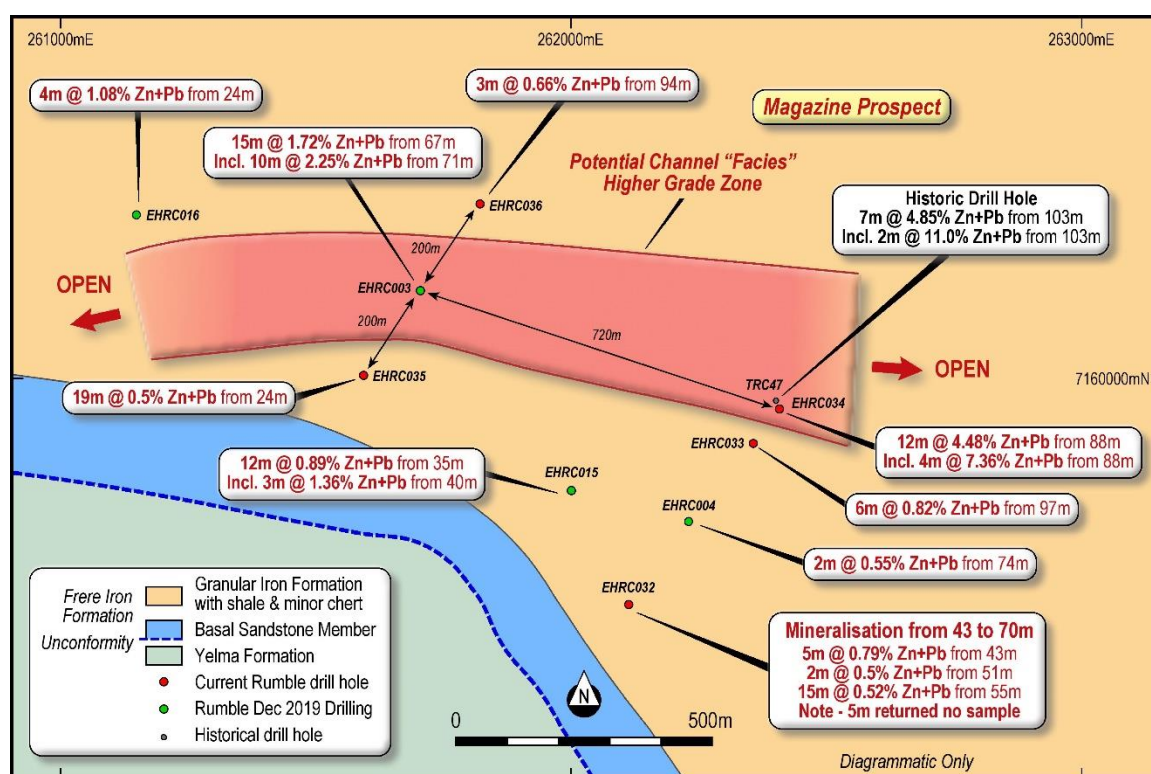 261000mE
262000mE
263000mE
4m @ 1.08% Zn+Pb from 24m
3m @ 0.66% Zn+Pb from 94m
Magazine Prospect
15m @ 1.72% Zn+Pb from 67m
Incl. 10m @ 2.25% Zn+Pb from 71m
Potential Channel “Facies”
Higher Grade Zone
Historic Drill Hole
7m @ 4.85% Zn+Pb from 103m
Incl. 2m @ 11.0% Zn+Pb from 103m
EHRC016
EHRC036
200m
OPEN
EHRC003
200m
720m
OPEN
EHRC035
TRC47
EHRC034
7160000mN
19m @ 0.5% Zn+Pb from 24m
EHRC033
12m @ 4.48% Zn+Pb from 88m
Incl. 4m @ 7.36% Zn+Pb from 88m
12m @ 0.89% Zn+Pb from 35m
Incl. 3m @ 1.36% Zn+Pb from 40m
EHRC015
EHRC004
6m @ 0.82% Zn+Pb from 97m
2m @ 0.55% Zn+Pb from 74m
EHRC032
Frere Iron
Formation
Granular Iron Formation
with shale & minor chert
Basal Sandstone Member
Unconformity
Yelma Formation
Current Rumble drill hole
Rumble Dec 2019 Drilling
Historical drill hole
Mineralisation from 43 to 70m
5m @ 0.79% Zn+Pb from 43m
2m @ 0.5% Zn+Pb from 51m
15m @ 0.52% Zn+Pb from 55m
Note - 5m returned no sample
N
0
500m
Diagrammatic Only